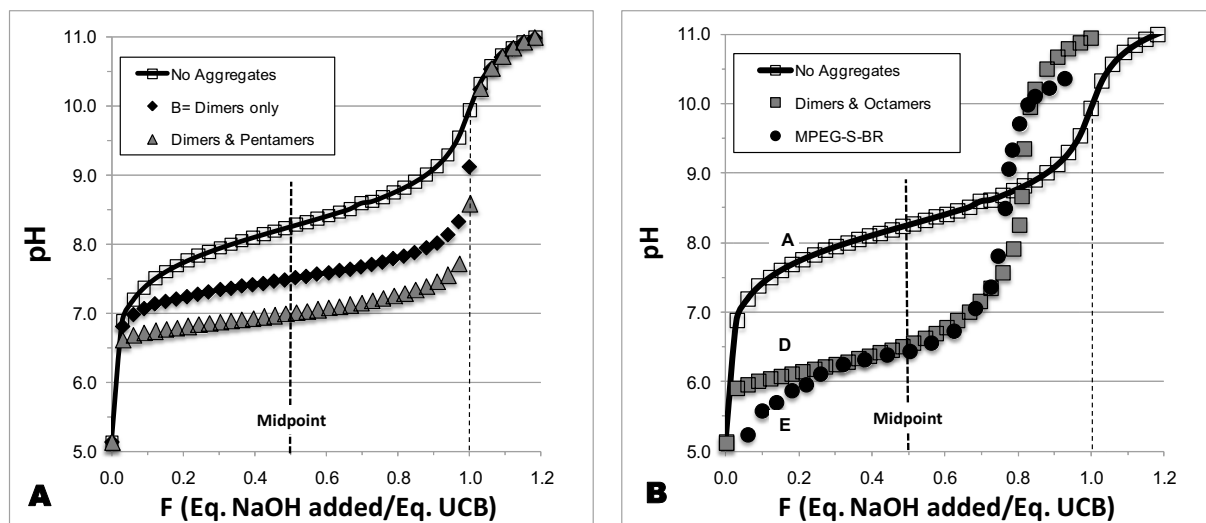 11.0
10.0
9.0
8.0
7.0
6.0
5.0
pH
No Aggregates
B= Dimers only
Dimers & Pentamers
Midpoint
0.0 0.2 0.4 0.6 0.8 1.0 1.2
F (Eq. NaOH added/Eq. UCB)
A
11.0
10.0
9.0
8.0
7.0
6.0
5.0
pH
No Aggregates
Dimers & Octamers
MPEG-S-BR
A
D
E
Midpoint
0.0 0.2 0.4 0.6 0.8 1.0 1.2
F (Eq. NaOH added/Eq. UCB)
B